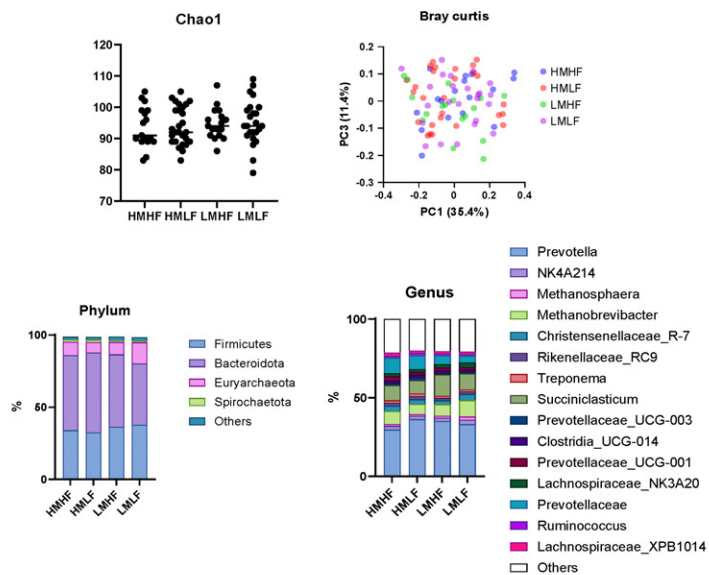 Chao1
120
110
100
90
80
70
HMHF
HMLF
LMHF
LMLF
Bray curtis
PC3 (11.4%)
0.2
0.1
0
-0.1
-0.2
-0.3
-0.4
-0.2
0
0.2
0.4
PC1 (35.4%)
HMHF
HMLF
LMHF
LMLF
Phylum
%
100
50
0
HMHF
HMLF
LMHF
LMLF
Firmicutes
Bacteroidota
Euryarchaeota
Spirochaetota
Others
Genus
%
100
50
0
HMHF
HMLF
LMHF
LMLF
Prevotella
NK4A214
Methanosphaera
Methanobrevibacter
Christensenellaceae_R-7
Rikenellaceae_RC9
Treponema
Succiniclasticum
Prevotellaceae_UCG-003
Clostridia_UCG-014
Prevotellaceae_UCG-001
Lachnospiraceae_NK3A20
Prevotellaceae
Ruminococcus
Lachnospiraceae_XPB1014
Others